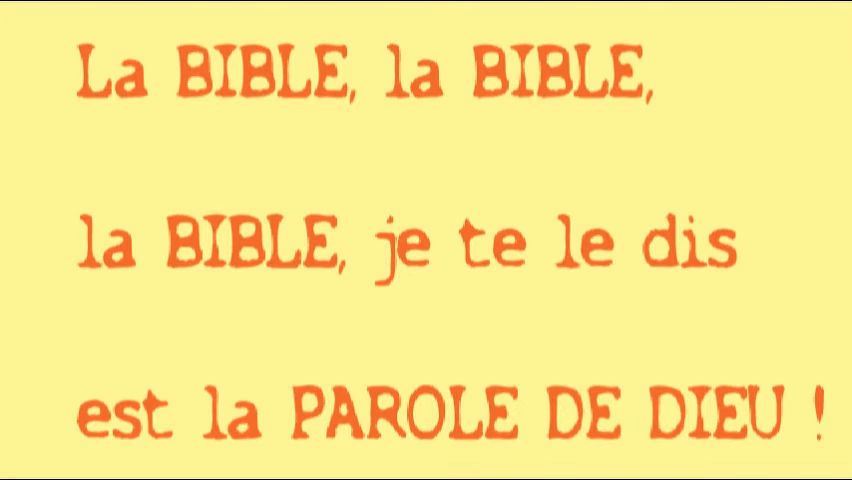 La BIBLE, la BIBLE,
la BIBLE, je te le dis
est la PAROLE DE DIEU !